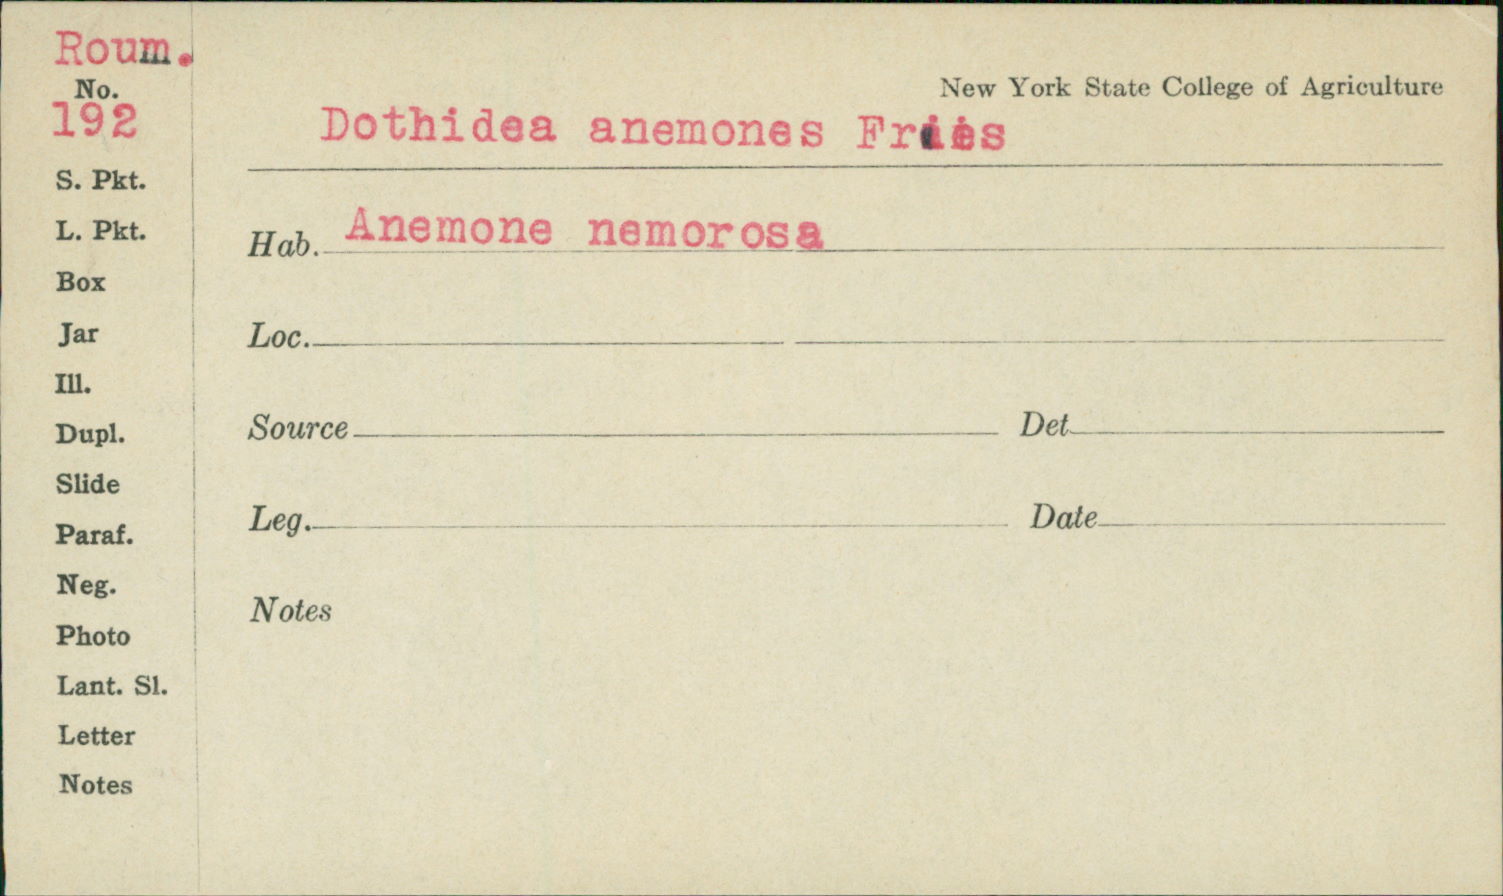 Roum.
No.
192
New York State College of Agriculture
Dothidea anemones Fries
S. Pkt.
L. Pkt.
Box
Jar
Ill.
Dupl.
Slide
Paraf.
Neg.
Photo
Lant. Sl.
Letter
Notes
Hab. Anemone nemorosa
Loc.
Source Det
Leg. Date
Notes